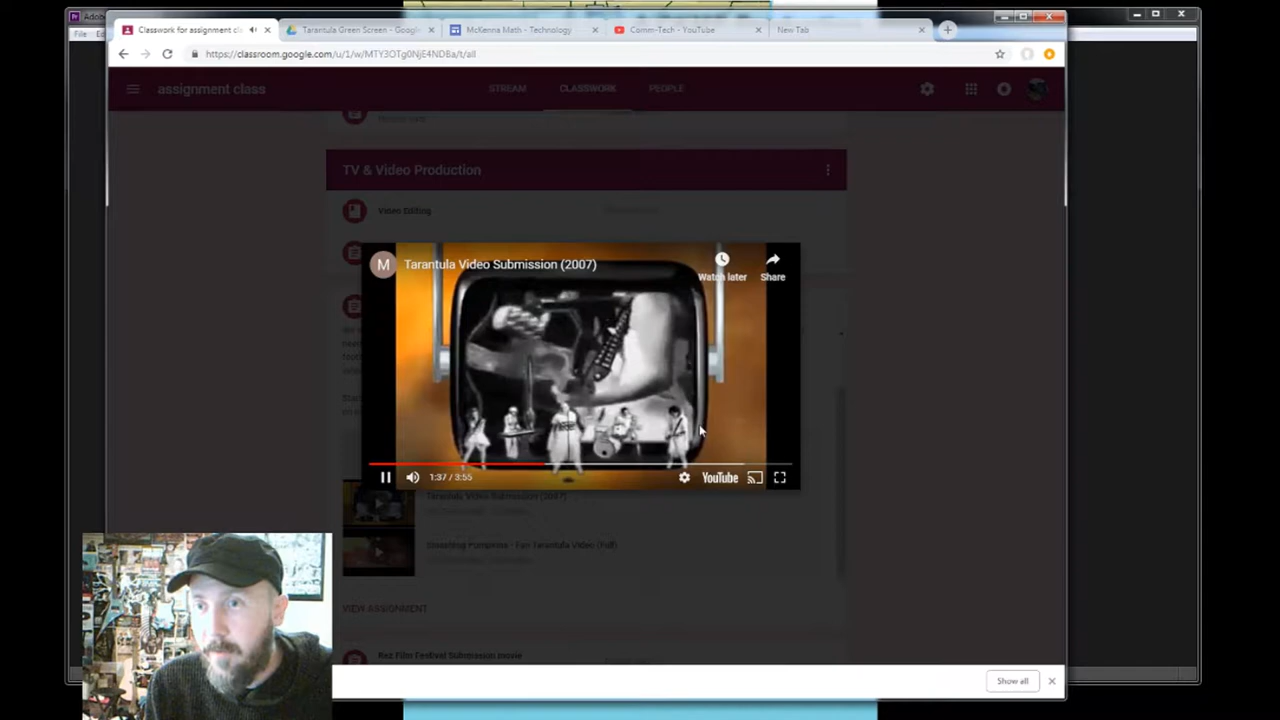 Adob
File
Classwork for assignment cl
Tarantula Green Screen - Googl
McKenna Math - Technology
Comm-Tech - YouTube
New Tab
https://classroom.google.com/u/1/w/MTY3OTg0NjE4NDBa/t/all
assignment class
STREAM
CLASSWORK
PEOPLE
TV & Video Production
Video Editing
M
Tarantula Video Submission (2007)
Watch later
Share
1:37 / 3:55
YouTube
Tarantula Video Submission (2007)
Smashing Pumpkins - Fan Tarantula Video (Full)
VIEW ASSIGNMENT
Rez Film Festival Submission movie
Show all